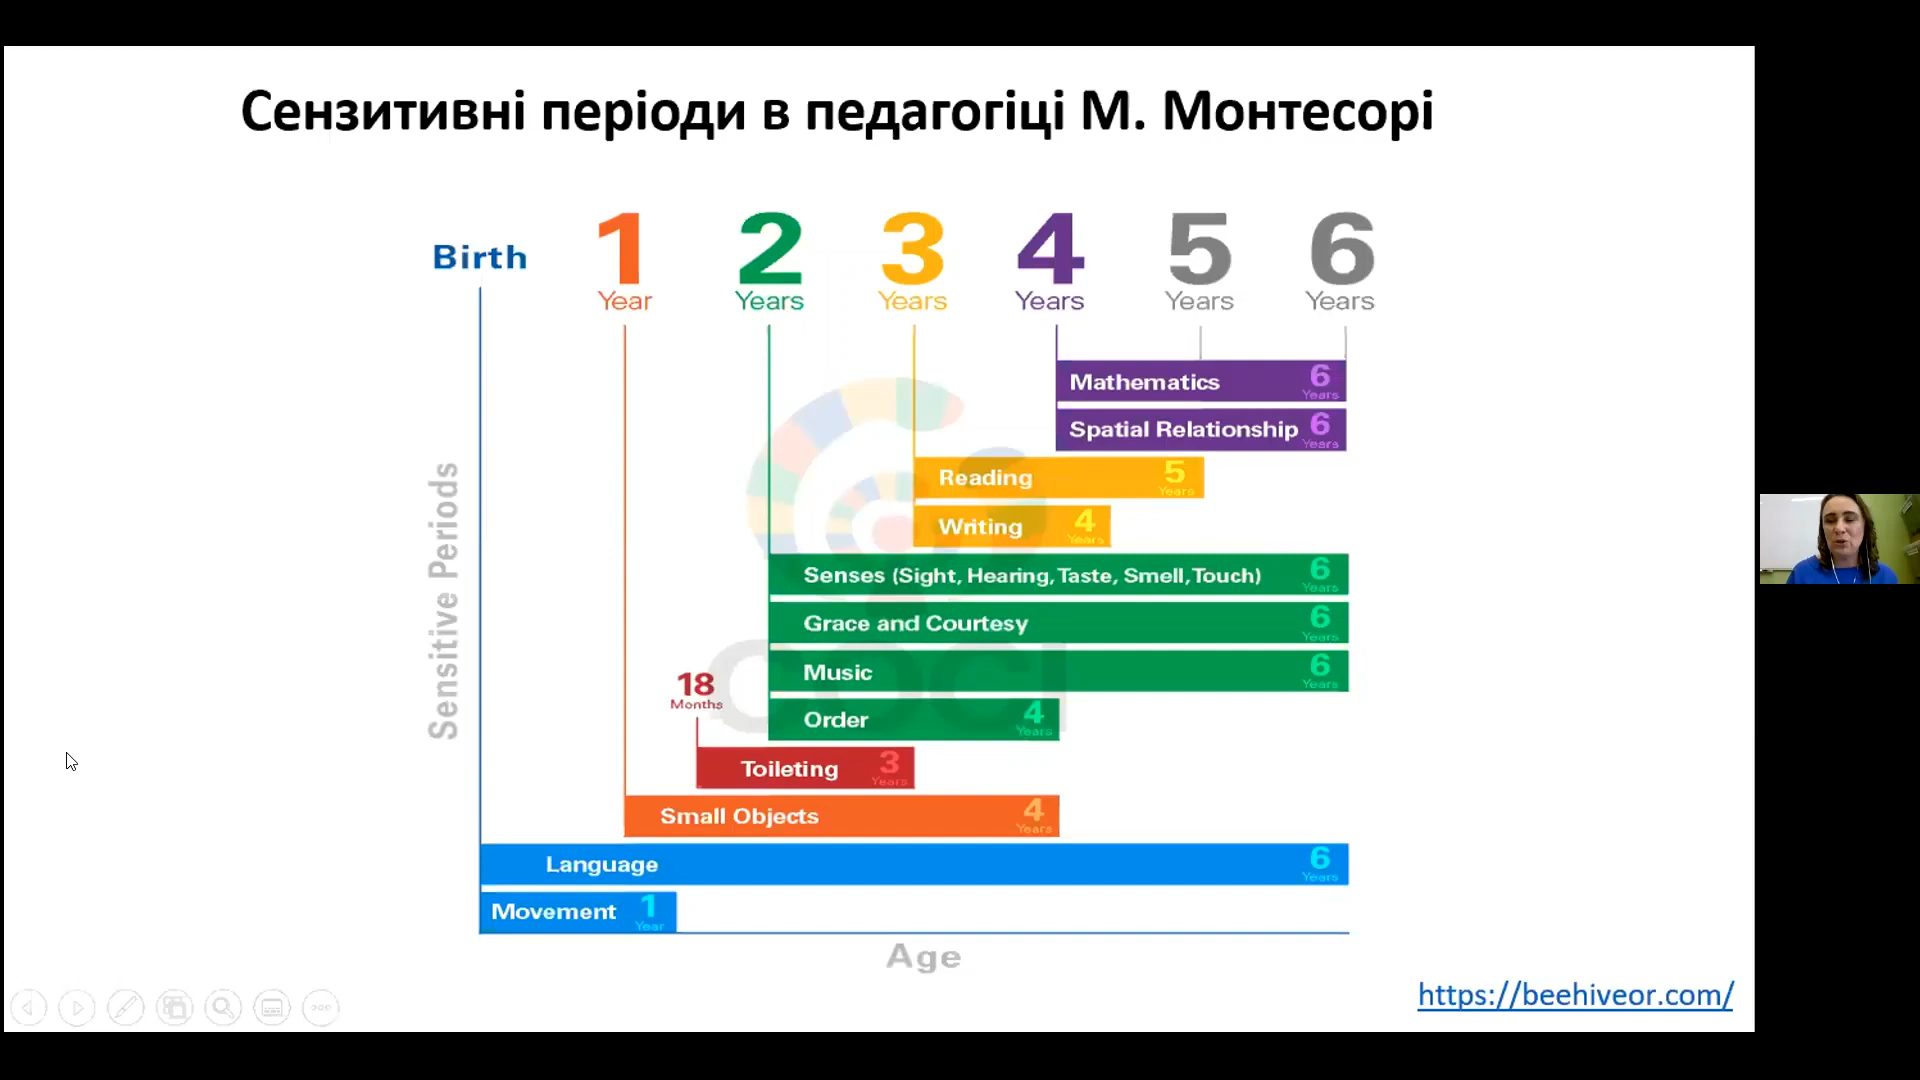 Сензитивні періоди в педагогіці М. Монтесорі
Birth
1
Year
2
Years
3
Years
4
Years
5
Years
6
Years
Sensitive Periods
Mathematics 6 Years
Spatial Relationship 6 Years
Reading 5 Years
Writing 4 Years
Senses (Sight, Hearing, Taste, Smell, Touch) 6 Years
Grace and Courtesy 6 Years
Music 6 Years
18
Months
Order 4 Years
Toileting 3 Years
Small Objects 4 Years
Language 6 Years
Movement 1 Year
Age
https://beehiveor.com/